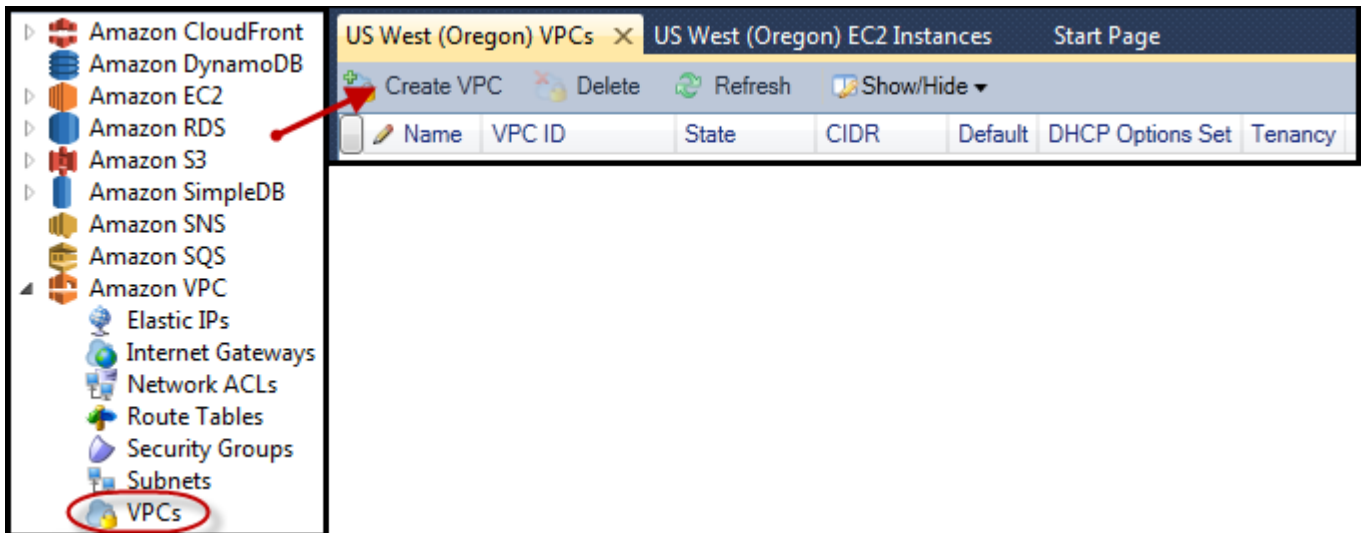 Amazon CloudFront
Amazon DynamoDB
Amazon EC2
Amazon RDS
Amazon S3
Amazon SimpleDB
Amazon SNS
Amazon SQS
Amazon VPC
Elastic IPs
Internet Gateways
Network ACLs
Route Tables
Security Groups
Subnets
VPCs
US West (Oregon) VPCs US West (Oregon) EC2 Instances Start Page
Create VPC Delete Refresh Show/Hide
Name VPC ID State CIDR Default DHCP Options Set Tenancy